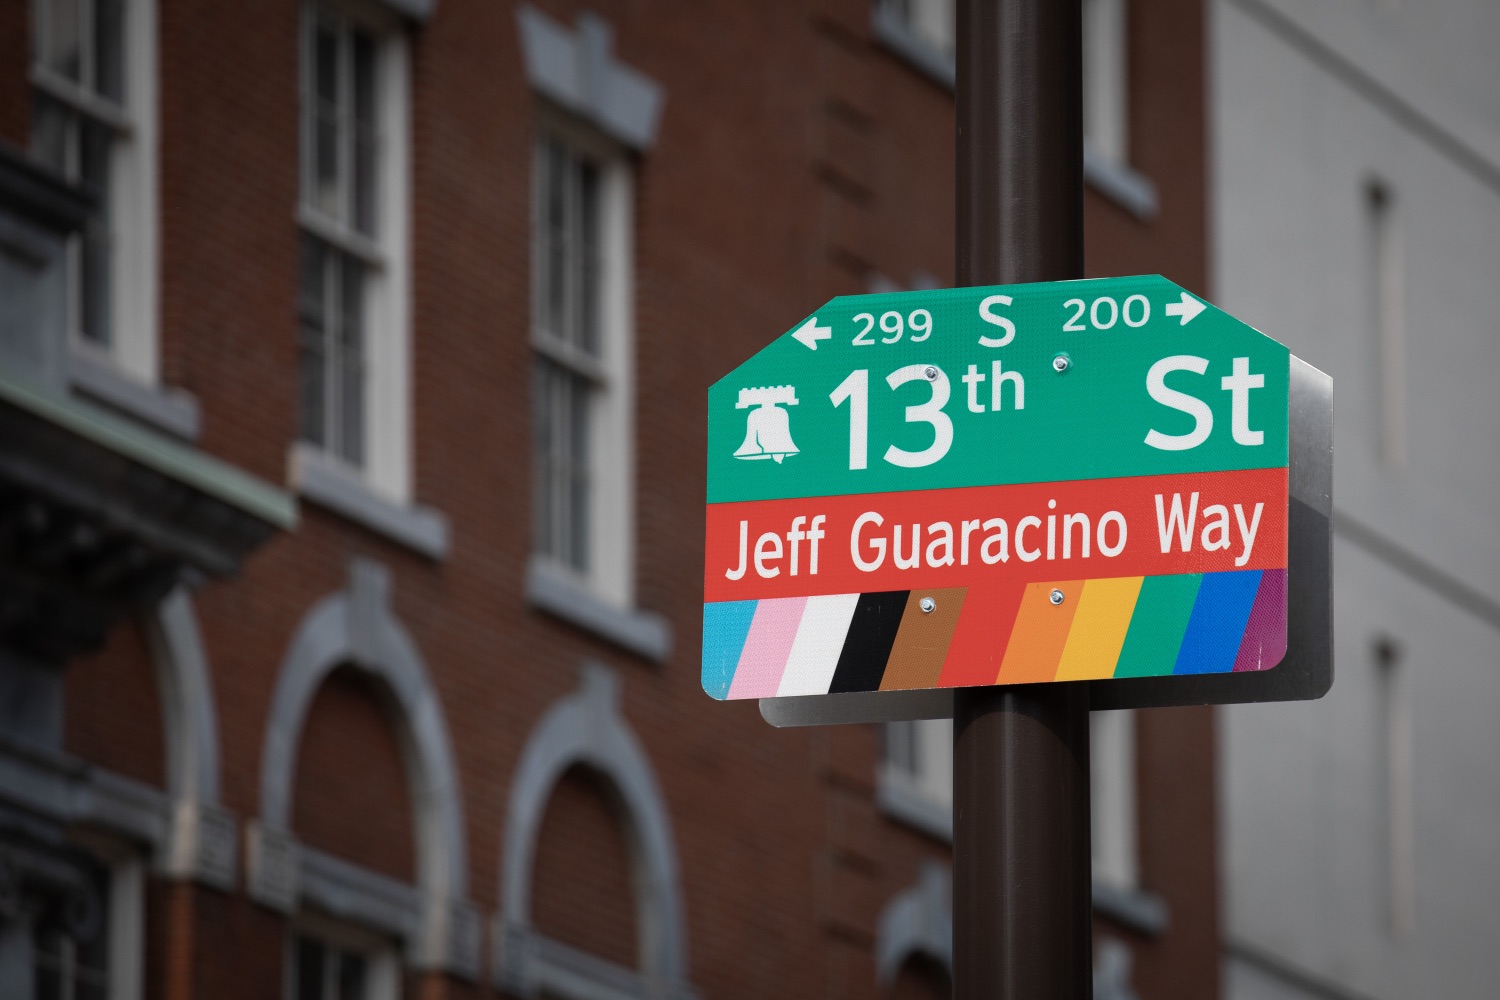 ← 299 S 200 →
13th St
Jeff Guaracino Way